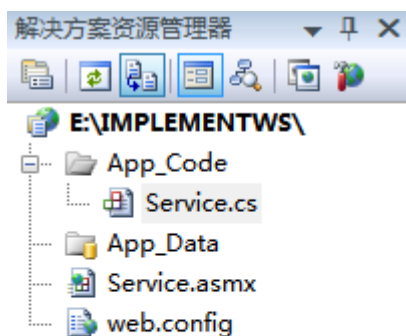 解决方案资源管理器
E:\IMPLEMENTWS\
App_Code
Service.cs
App_Data
Service.asmx
web.config